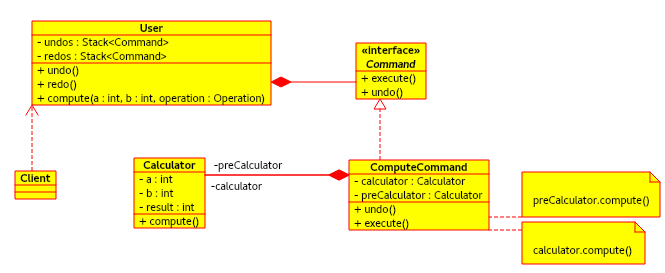 User
- undos : Stack<Command>
- redos : Stack<Command>
+ undo()
+ redo()
+ compute(a : int, b : int, operation : Operation)
«interface»
Command
+ execute()
+ undo()
Client
Calculator
- a : int
- b : int
- result : int
+ compute()
-preCalculator
-calculator
ComputeCommand
- calculator : Calculator
- preCalculator : Calculator
+ undo()
+ execute()
preCalculator.compute()
calculator.compute()